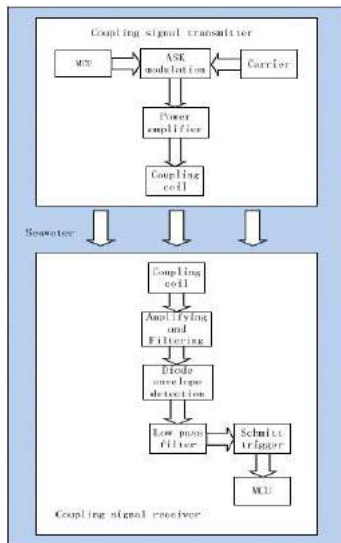 Coupling signal transmitter
MCU
ASK
modulation
Carrier
Power
amplifier
Coupling
coil
Seawater
Coupling
coil
Amplifying
and
Filtering
Diode
envelope
detection
Low pass
filter
Schmitt
trigger
MCU
Coupling signal receiver